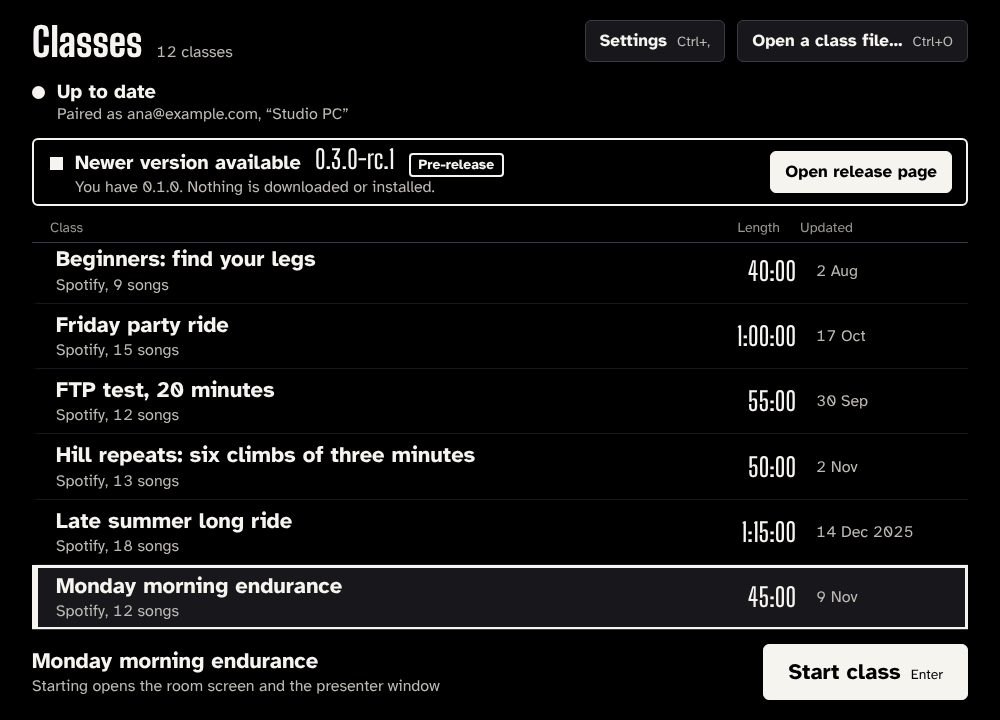 Classes 12 classes Settings Ctrl+, Open a class file... Ctrl+O
Up to date
Paired as ana@example.com, “Studio PC”
Newer version available 0.3.0-rc.1 Pre-release Open release page
You have 0.1.0. Nothing is downloaded or installed.
Class Length Updated
Beginners: find your legs 40:00 2 Aug
Spotify, 9 songs
Friday party ride 1:00:00 17 Oct
Spotify, 15 songs
FTP test, 20 minutes 55:00 30 Sep
Spotify, 12 songs
Hill repeats: six climbs of three minutes 50:00 2 Nov
Spotify, 13 songs
Late summer long ride 1:15:00 14 Dec 2025
Spotify, 18 songs
Monday morning endurance 45:00 9 Nov
Spotify, 12 songs
Monday morning endurance Start class Enter
Starting opens the room screen and the presenter window